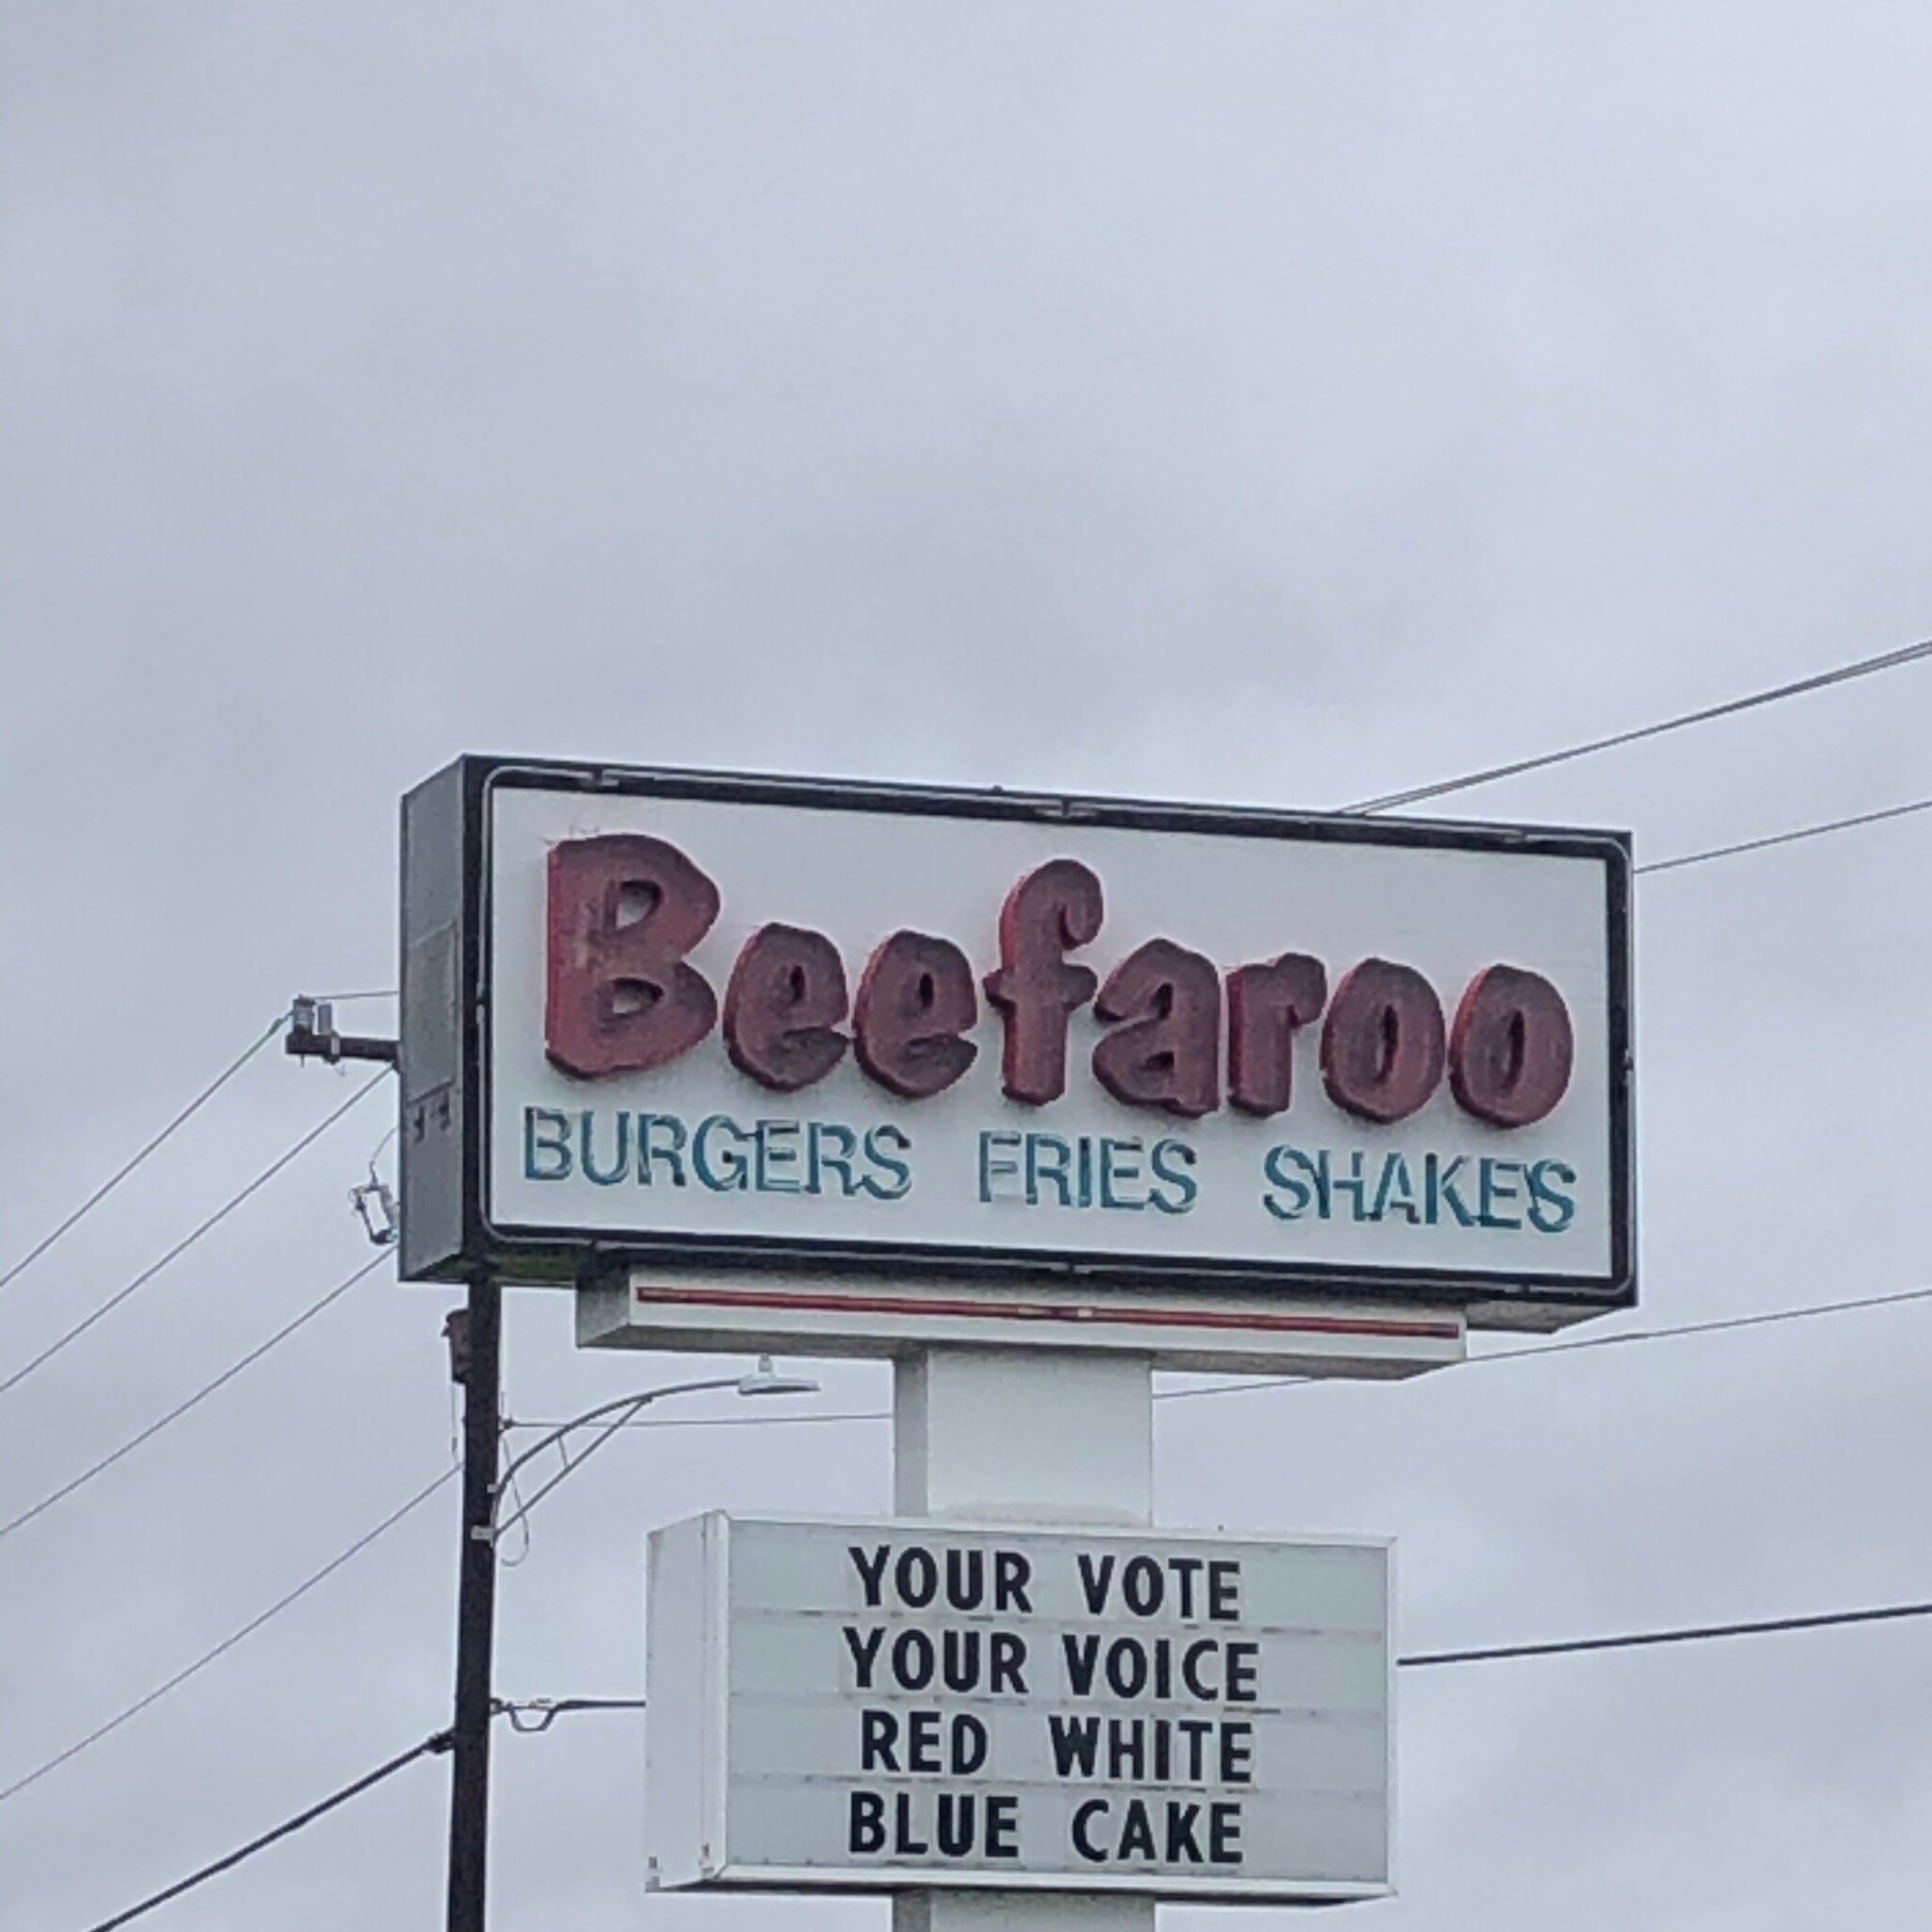 Beefaroo
BURGERS FRIES SHAKES
YOUR VOTE
YOUR VOICE
RED WHITE
BLUE CAKE